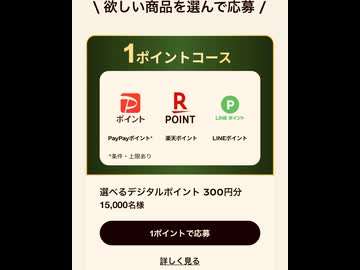 \ 欲しい商品を選んで応募 /
1ポイントコース
P R P
ポイント POINT LINE ポイント
PayPayポイント* 楽天ポイント LINEポイント
*条件・上限あり
選べるデジタルポイント 300円分
15,000名様
1ポイントで応募
詳しく見る